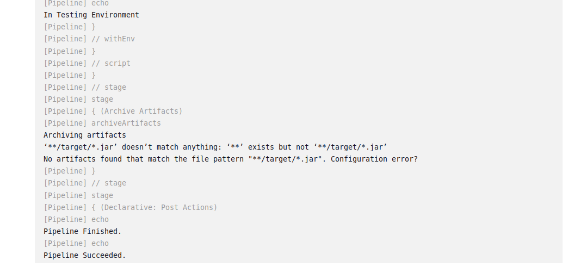 [Pipeline] echo
In Testing Environment
[Pipeline] }
[Pipeline] // withEnv
[Pipeline] }
[Pipeline] // script
[Pipeline] }
[Pipeline] // stage
[Pipeline] stage
[Pipeline] { (Archive Artifacts)
[Pipeline] archiveArtifacts
Archiving artifacts
‘**/target/*.jar’ doesn’t match anything: ‘**’ exists but not ‘**/target/*.jar’
No artifacts found that match the file pattern "**/target/*.jar". Configuration error?
[Pipeline] }
[Pipeline] // stage
[Pipeline] stage
[Pipeline] { (Declarative: Post Actions)
[Pipeline] echo
Pipeline Finished.
[Pipeline] echo
Pipeline Succeeded.